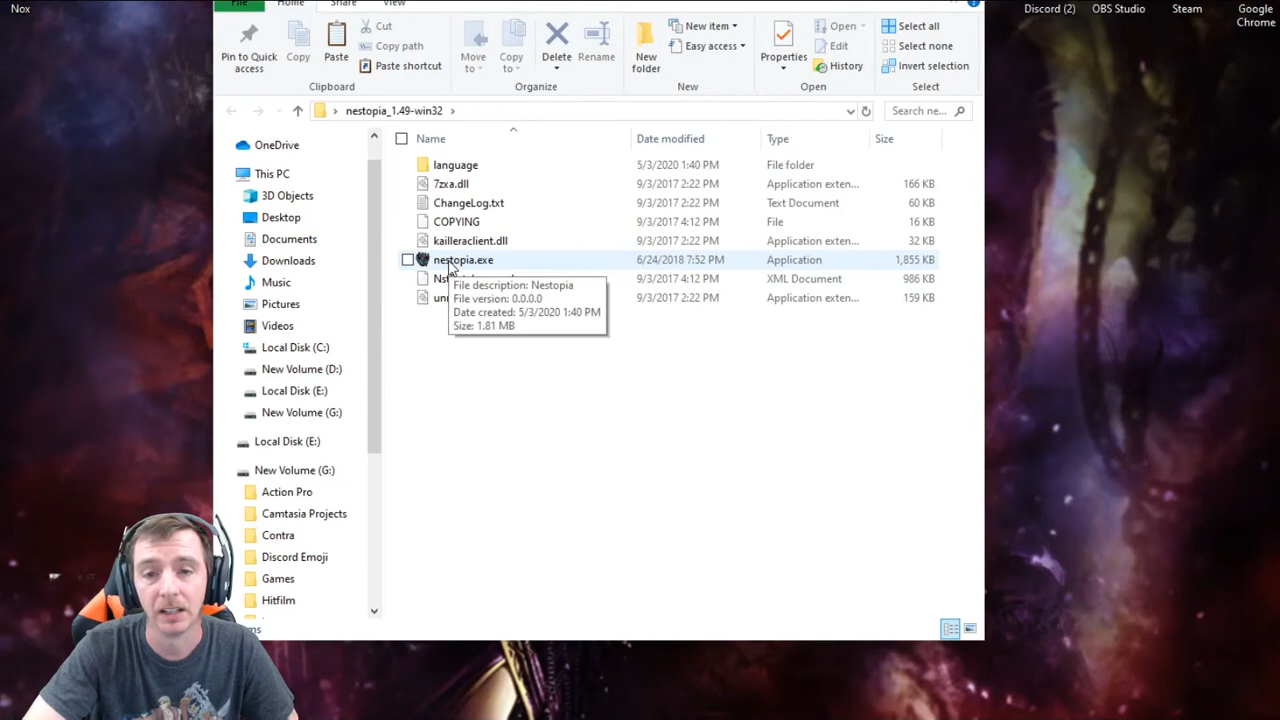 Nox
Discord (2) OBS Studio Steam Google Chrome
File Home Share View
Pin to Quick access
Copy
Paste
Cut
Copy path
Paste shortcut
Clipboard
Move to
Copy to
Delete
Rename
Organize
New folder
New item
Easy access
New
Properties
Open
Edit
History
Open
Select all
Select none
Invert selection
Select
nestopia_1.49-win32
Search ne...
Name Date modified Type Size
language 5/3/2020 1:40 PM File folder
7zxa.dll 9/3/2017 2:22 PM Application exten... 166 KB
ChangeLog.txt 9/3/2017 2:22 PM Text Document 60 KB
COPYING 9/3/2017 4:12 PM File 16 KB
kailleraclient.dll 9/3/2017 2:22 PM Application exten... 32 KB
nestopia.exe 6/24/2018 7:52 PM Application 1,855 KB
9/3/2017 4:12 PM XML Document 986 KB
9/3/2017 2:22 PM Application exten... 159 KB
File description: Nestopia
File version: 0.0.0.0
Date created: 5/3/2020 1:40 PM
Size: 1.81 MB
OneDrive
This PC
3D Objects
Desktop
Documents
Downloads
Music
Pictures
Videos
Local Disk (C:)
New Volume (D:)
Local Disk (E:)
New Volume (G:)
Local Disk (E:)
New Volume (G:)
Action Pro
Camtasia Projects
Contra
Discord Emoji
Games
Hitfilm